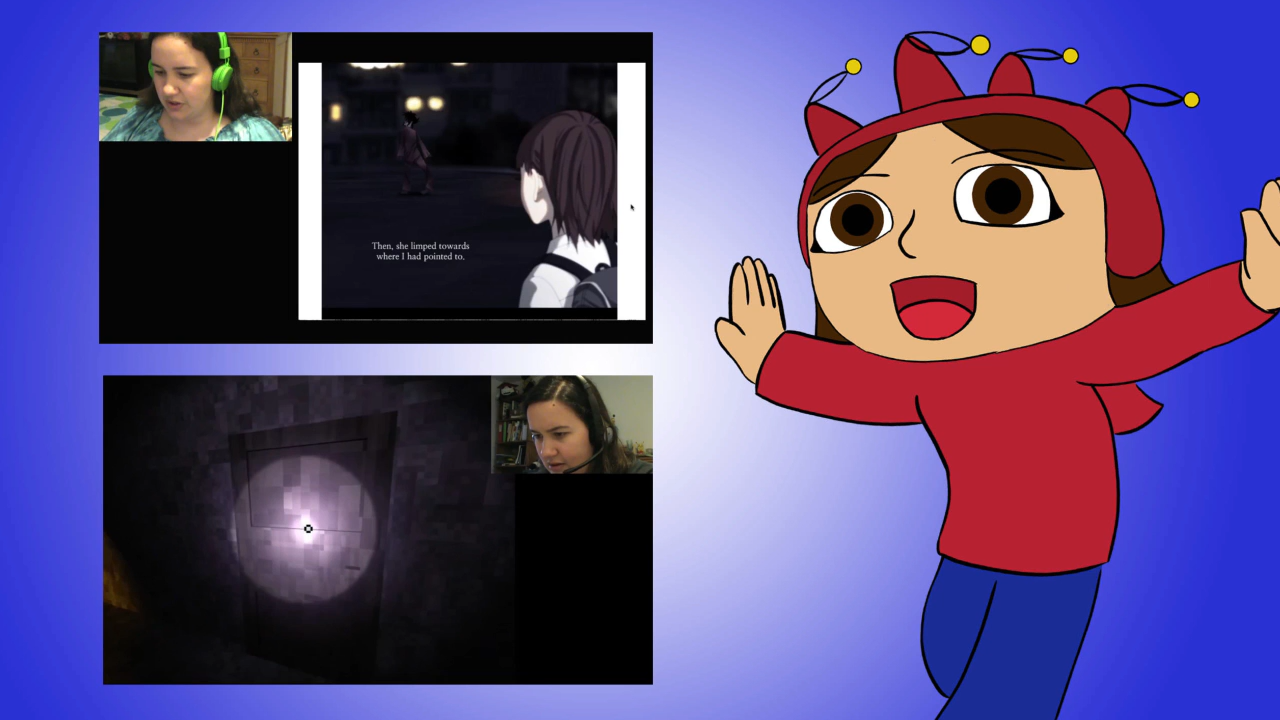 Then, she limped towards
where I had pointed to.